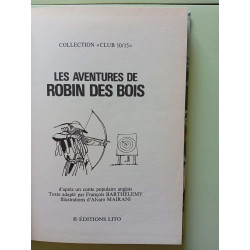 COLLECTION «CLUB 10/15»
LES AVENTURES DE
ROBIN DES BOIS
d'après un conte populaire anglais
Texte adapté par François BARTHELEMY
Illustrations d'Alvaro MAIRANI
® EDITIONS LITO